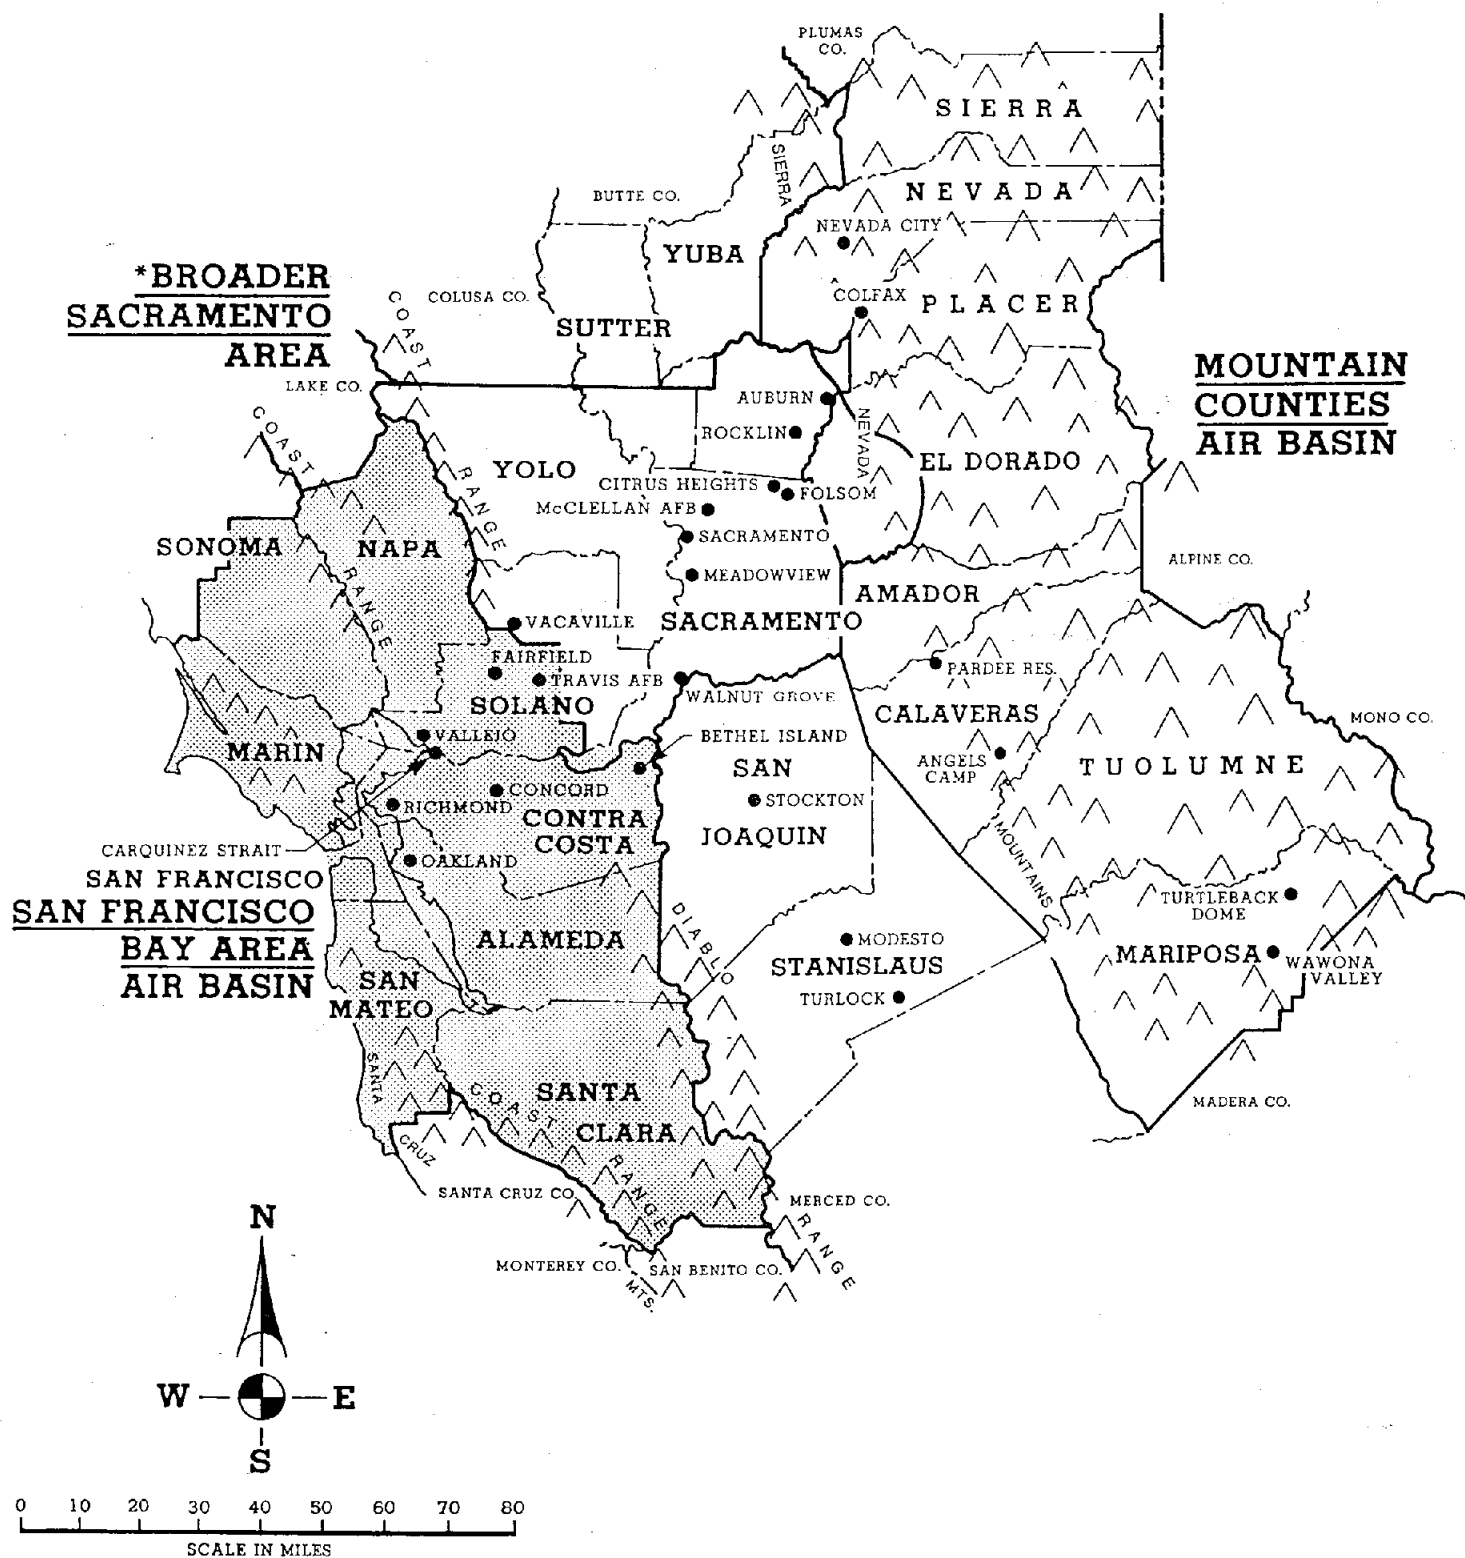 PLUMAS
CO.
SIERRA
SIERRA
BUTTE CO.
NEVADA
NEVADA CITY
YUBA
*BROADER
SACRAMENTO
AREA
COLUSA CO.
COAST
COLFAX
PLACER
SUTTER
MOUNTAIN
COUNTIES
AIR BASIN
LAKE CO.
AUBURN
NEVADA
COAST
ROCKLIN
YOLO
RANGE
EL DORADO
CITRUS HEIGHTS
FOLSOM
McCLELLAN AFB
SONOMA
NAPA
SACRAMENTO
ALPINE CO.
RANGE
MEADOWVIEW
AMADOR
VACAVILLE
SACRAMENTO
FAIRFIELD
PARDEE RES.
TRAVIS AFB
WALNUT GROVE
SOLANO
CALAVERAS
MONO CO.
VALLEJO
BETHEL ISLAND
MARIN
SAN
JOAQUIN
ANGELS
CAMP
TUOLUMNE
CONCORD
STOCKTON
RICHMOND
CONTRA
COSTA
MOUNTAINS
CARQUINEZ STRAIT
OAKLAND
SAN FRANCISCO
SAN FRANCISCO
BAY AREA
AIR BASIN
TURTLEBACK
DOME
DIABLO
ALAMEDA
MODESTO
STANISLAUS
MARIPOSA
WAWONA
VALLEY
SAN
MATEO
TURLOCK
SANTA
COAST
SANTA
CLARA
MADERA CO.
CRUZ
RANGE
SANTA CRUZ CO.
MERCED CO.
RANGE
MONTEREY CO.
SAN BENITO CO.
MTS.
N
W
E
S
0 10 20 30 40 50 60 70 80
SCALE IN MILES